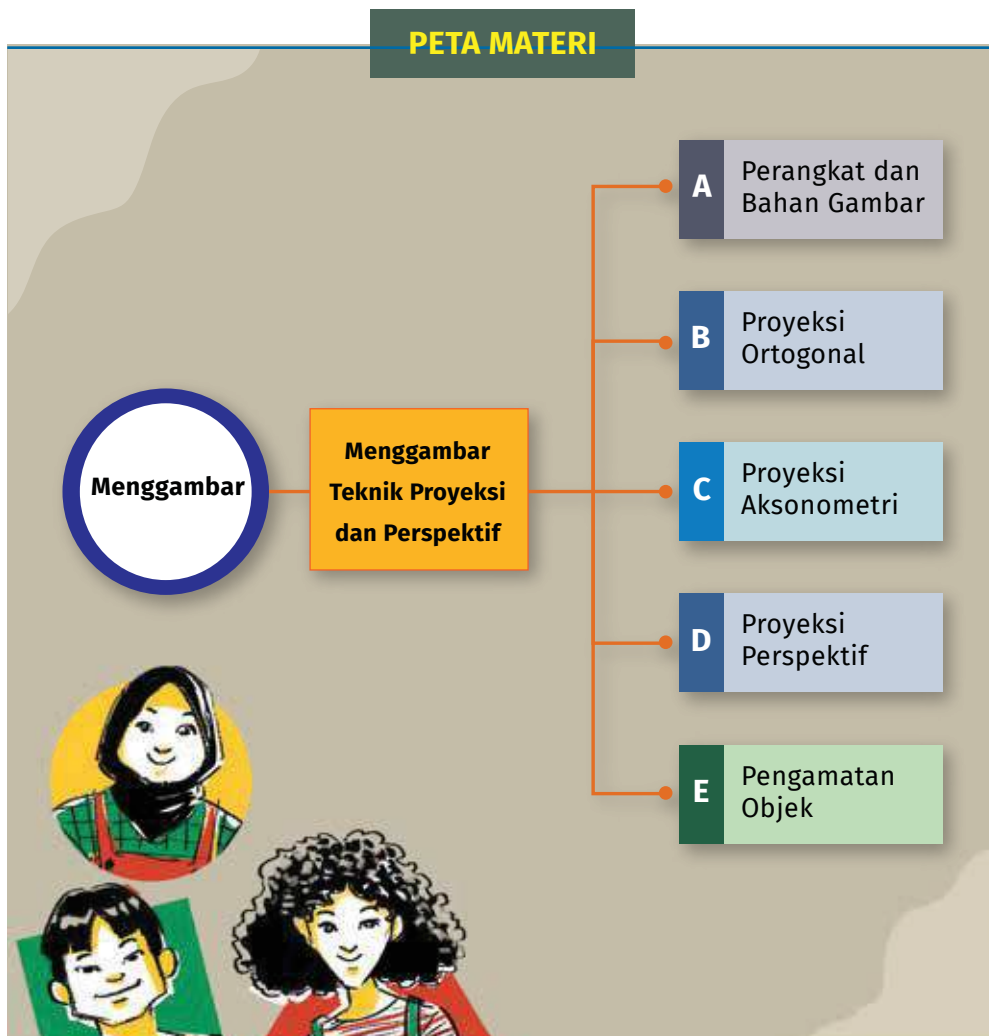 PETA MATERI
Menggambar
Menggambar
Teknik Proyeksi
dan Perspektif
A
Perangkat dan
Bahan Gambar
B
Proyeksi
Ortogonal
C
Proyeksi
Aksonometri
D
Proyeksi
Perspektif
E
Pengamatan
Objek